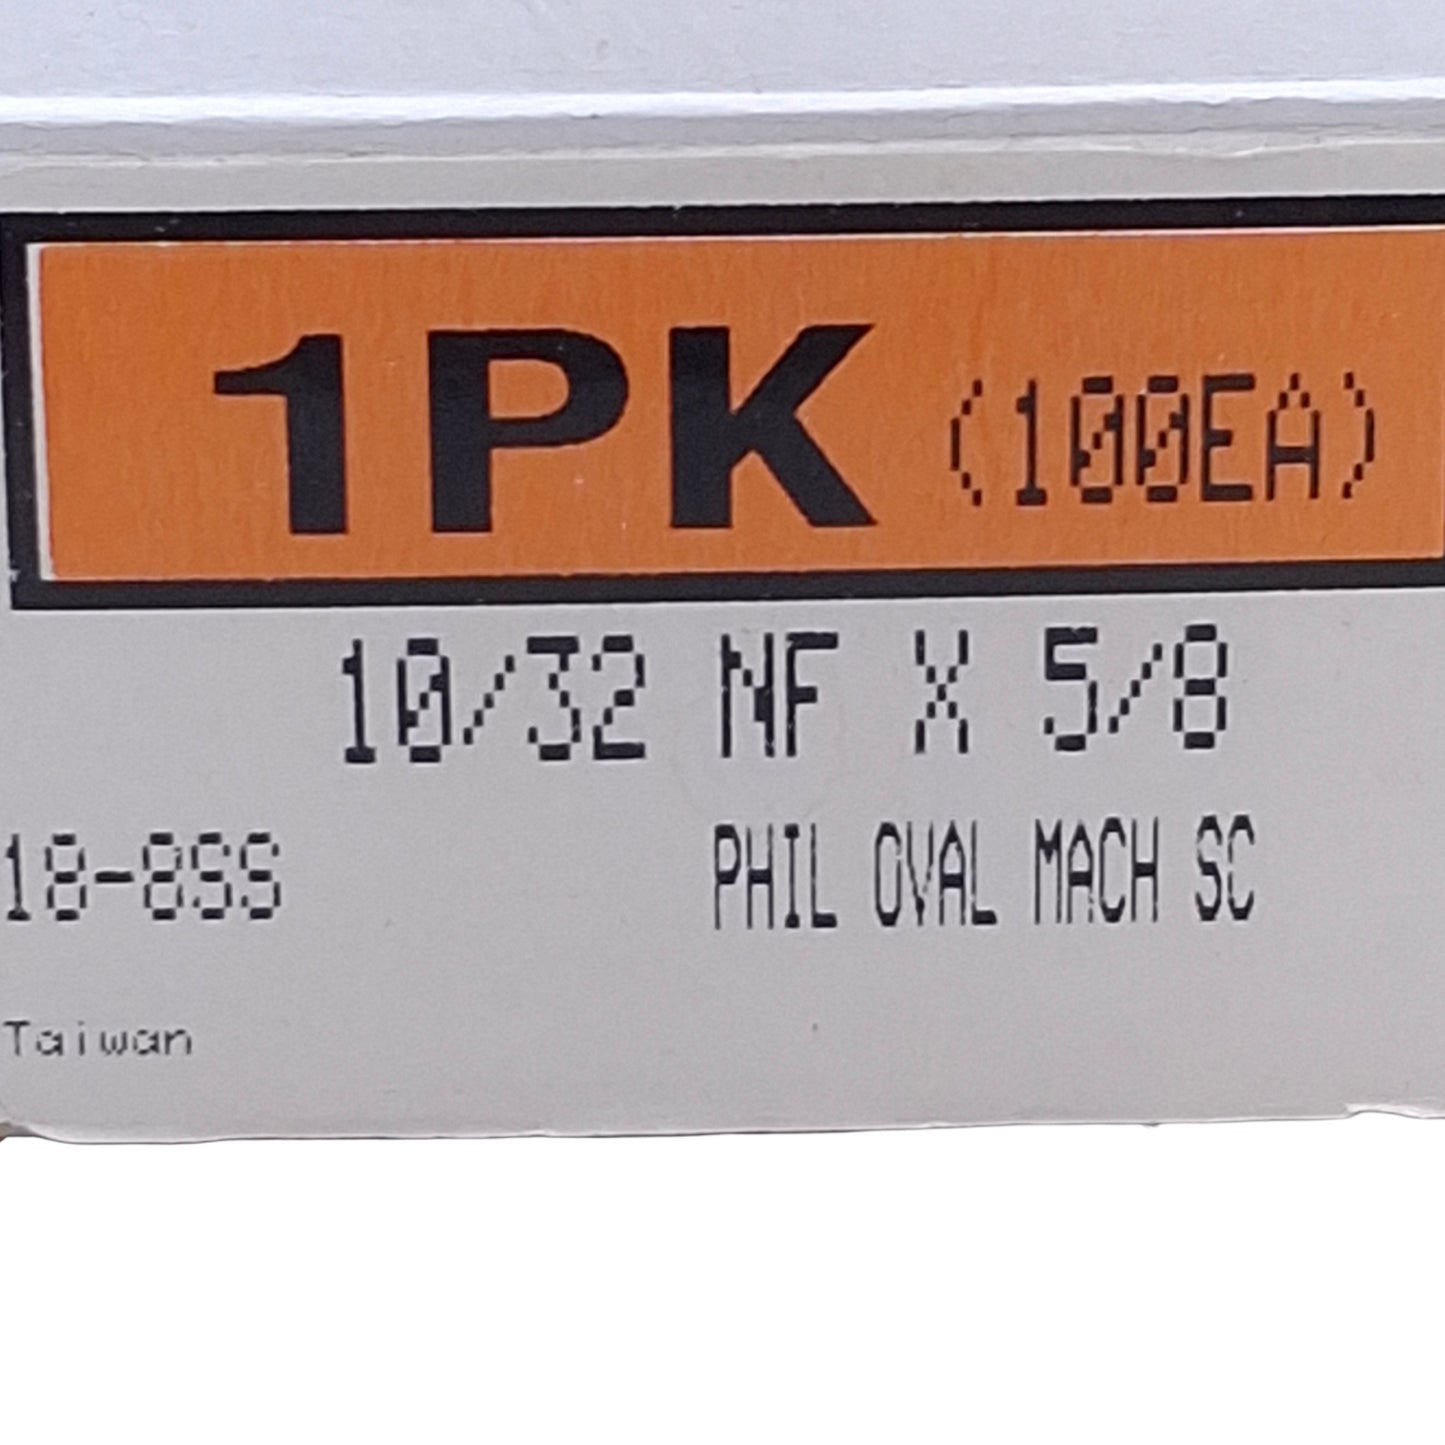 1PK (100EA)
10/32 NF X 5/8
18-8SS PHIL OVAL MACH SC
Taiwan